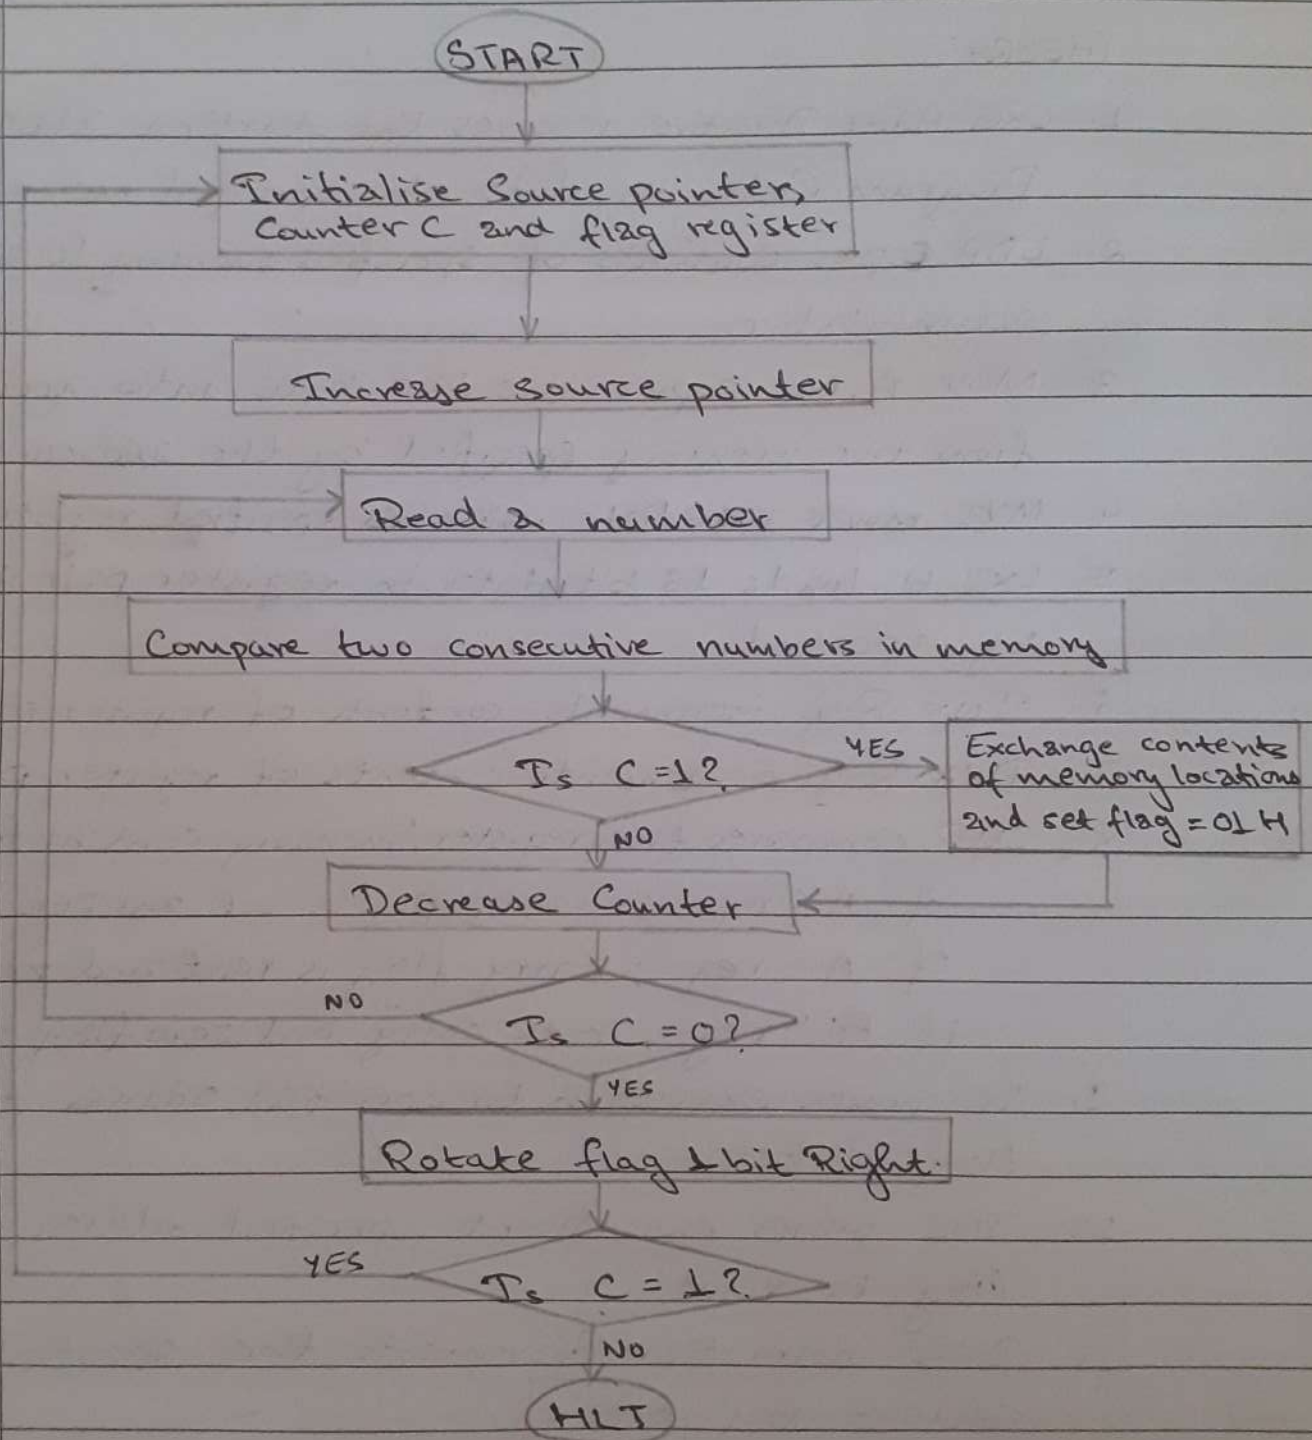 START
Initialise Source pointers,
Counter C and flag register
Increase source pointer
Read a number
Compare two consecutive numbers in memory
Is C=1?
YES
Exchange contents
of memory locations
and set flag = 01 H
NO
Decrease Counter
NO
Is C = 0?
YES
Rotate flag 1 bit Right.
YES
Is C = 1?
NO
HLT